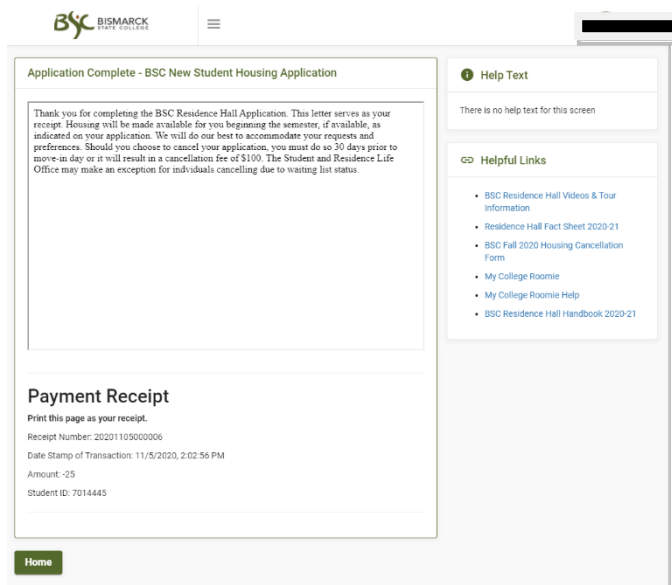 BSC BISMARCK
STATE COLLEGE
Application Complete - BSC New Student Housing Application
Thank you for completing the BSC Residence Hall Application. This letter serves as your
receipt. Housing will be made available for you beginning the semester, if available, as
indicated on your application. We will do our best to accommodate your requests and
preferences. Should you choose to cancel your application, you must do so 30 days prior to
move-in day or it will result in a cancellation fee of $100. The Student and Residence Life
Office may make an exception for indviduals cancelling due to waiting list status.
Payment Receipt
Print this page as your receipt.
Receipt Number: 20201105000006
Date Stamp of Transaction: 11/5/2020, 2:02:56 PM
Amount: -25
Student ID: 7014445
Home
Help Text
There is no help text for this screen
Helpful Links
BSC Residence Hall Videos & Tour
Information
Residence Hall Fact Sheet 2020-21
BSC Fall 2020 Housing Cancellation
Form
My College Roomie
My College Roomie Help
BSC Residence Hall Handbook 2020-21